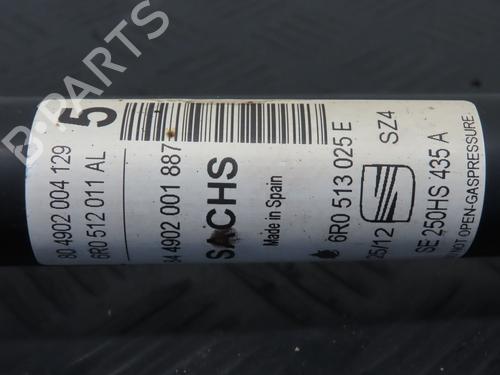 80 4902 004 129
6R0 512 011 AL
5
84 4902 001 887
SACHS
Made in Spain
6R0 513 025 E
25/12
SZ4
SE 250HS 435 A
NOT OPEN-GASPRESSURE
B-PARTS